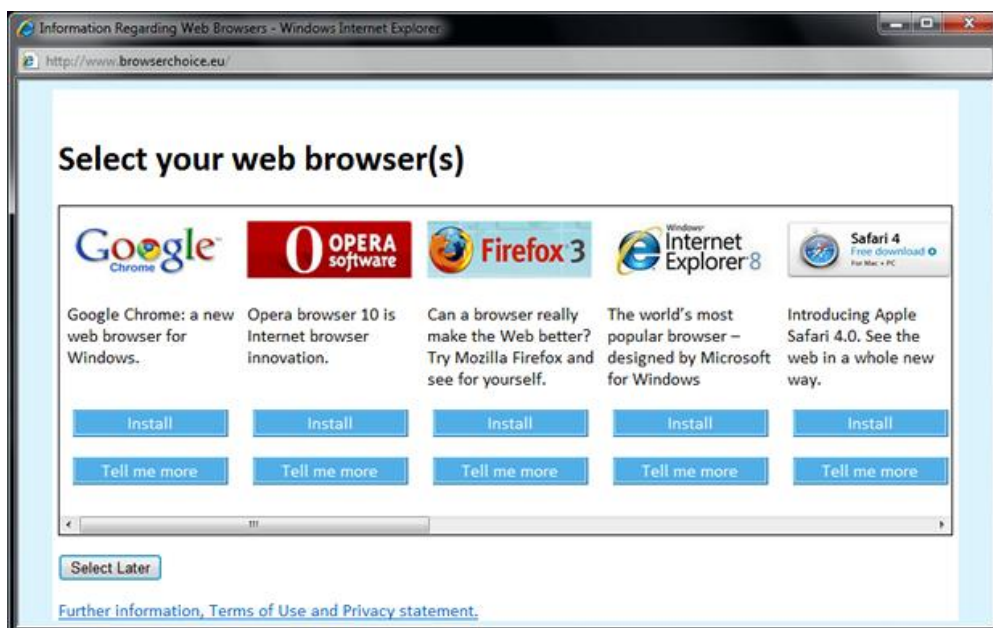 Information Regarding Web Browsers - Windows Internet Explorer
http://www.browserchoice.eu/
Select your web browser(s)
Google™
Chrome
OPERA
software
Firefox 3
Windows®
Internet
Explorer 8
Safari 4
Free download
For Mac + PC
Google Chrome: a new
web browser for
Windows.
Opera browser 10 is
Internet browser
innovation.
Can a browser really
make the Web better?
Try Mozilla Firefox and
see for yourself.
The world's most
popular browser –
designed by Microsoft
for Windows
Introducing Apple
Safari 4.0. See the
web in a whole new
way.
Install
Install
Install
Install
Install
Tell me more
Tell me more
Tell me more
Tell me more
Tell me more
Select Later
Further information, Terms of Use and Privacy statement.